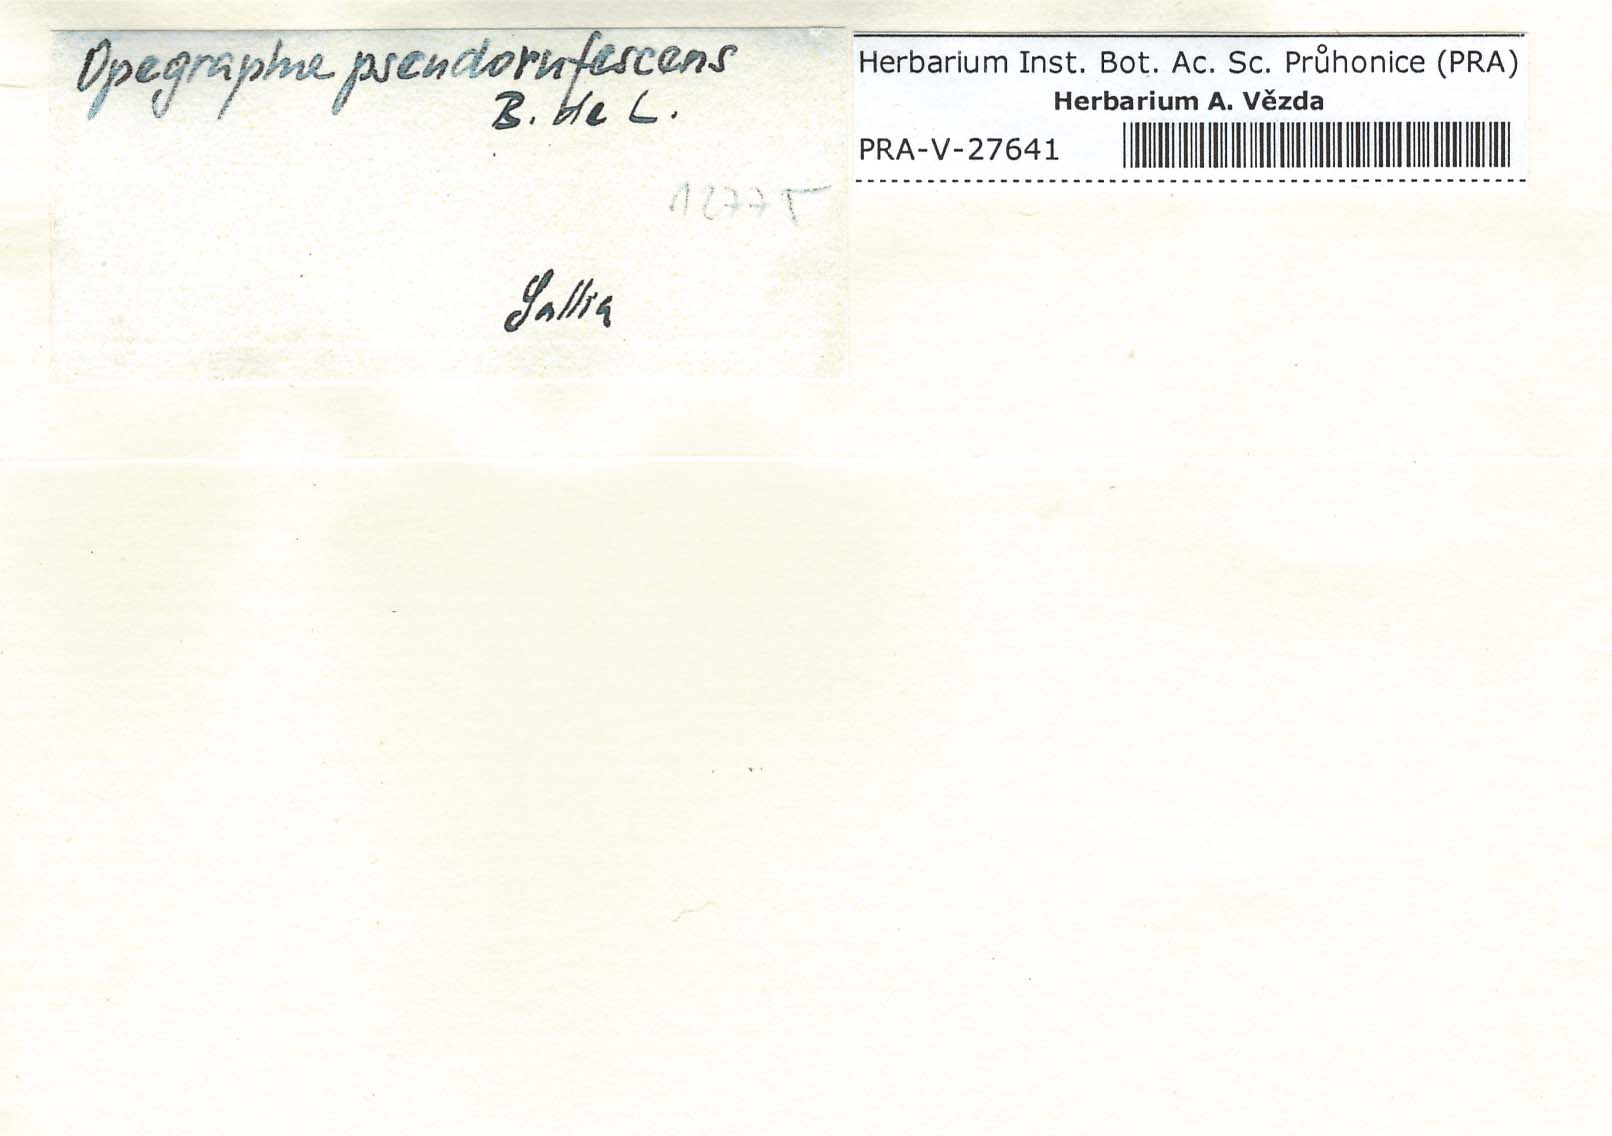 Opegrapha pseudorufescens
B. de L.
12775
Gallia
Herbarium Inst. Bot. Ac. Sc. Průhonice (PRA)
Herbarium A. Vězda
PRA-V-27641